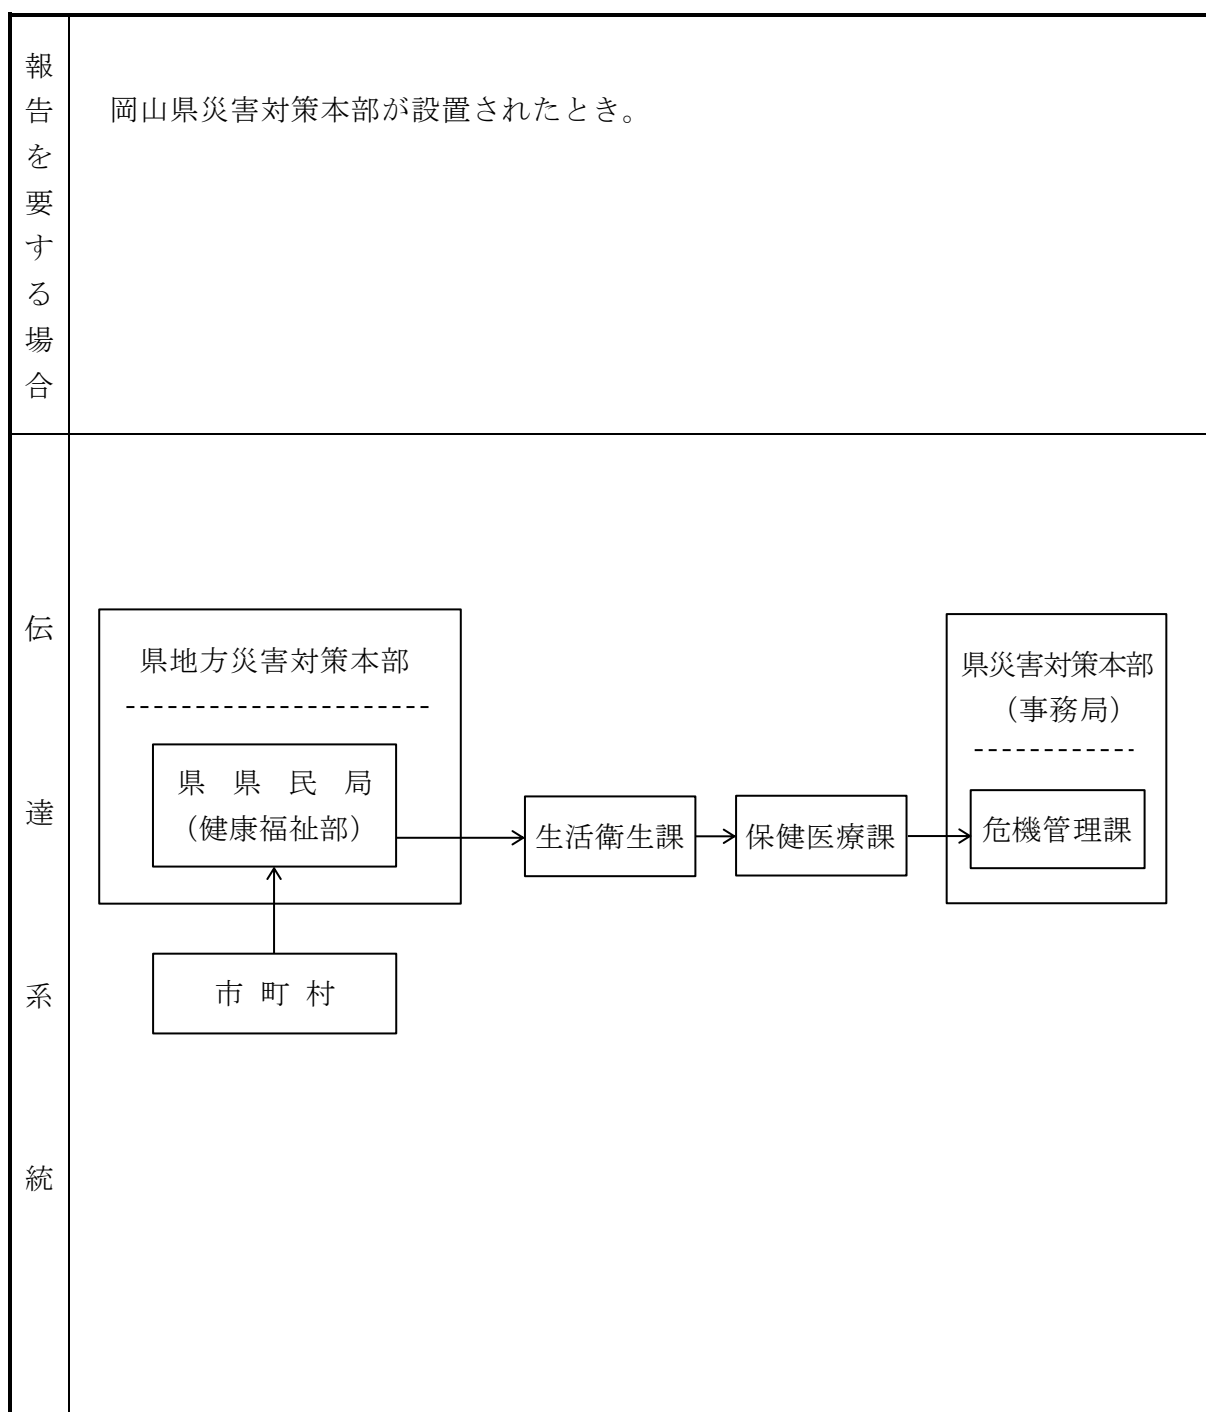 報告を要する場合
岡山県災害対策本部が設置されたとき。
伝達系統
県地方災害対策本部
県県民局
（健康福祉部）
市町村
生活衛生課
保健医療課
県災害対策本部
（事務局）
危機管理課